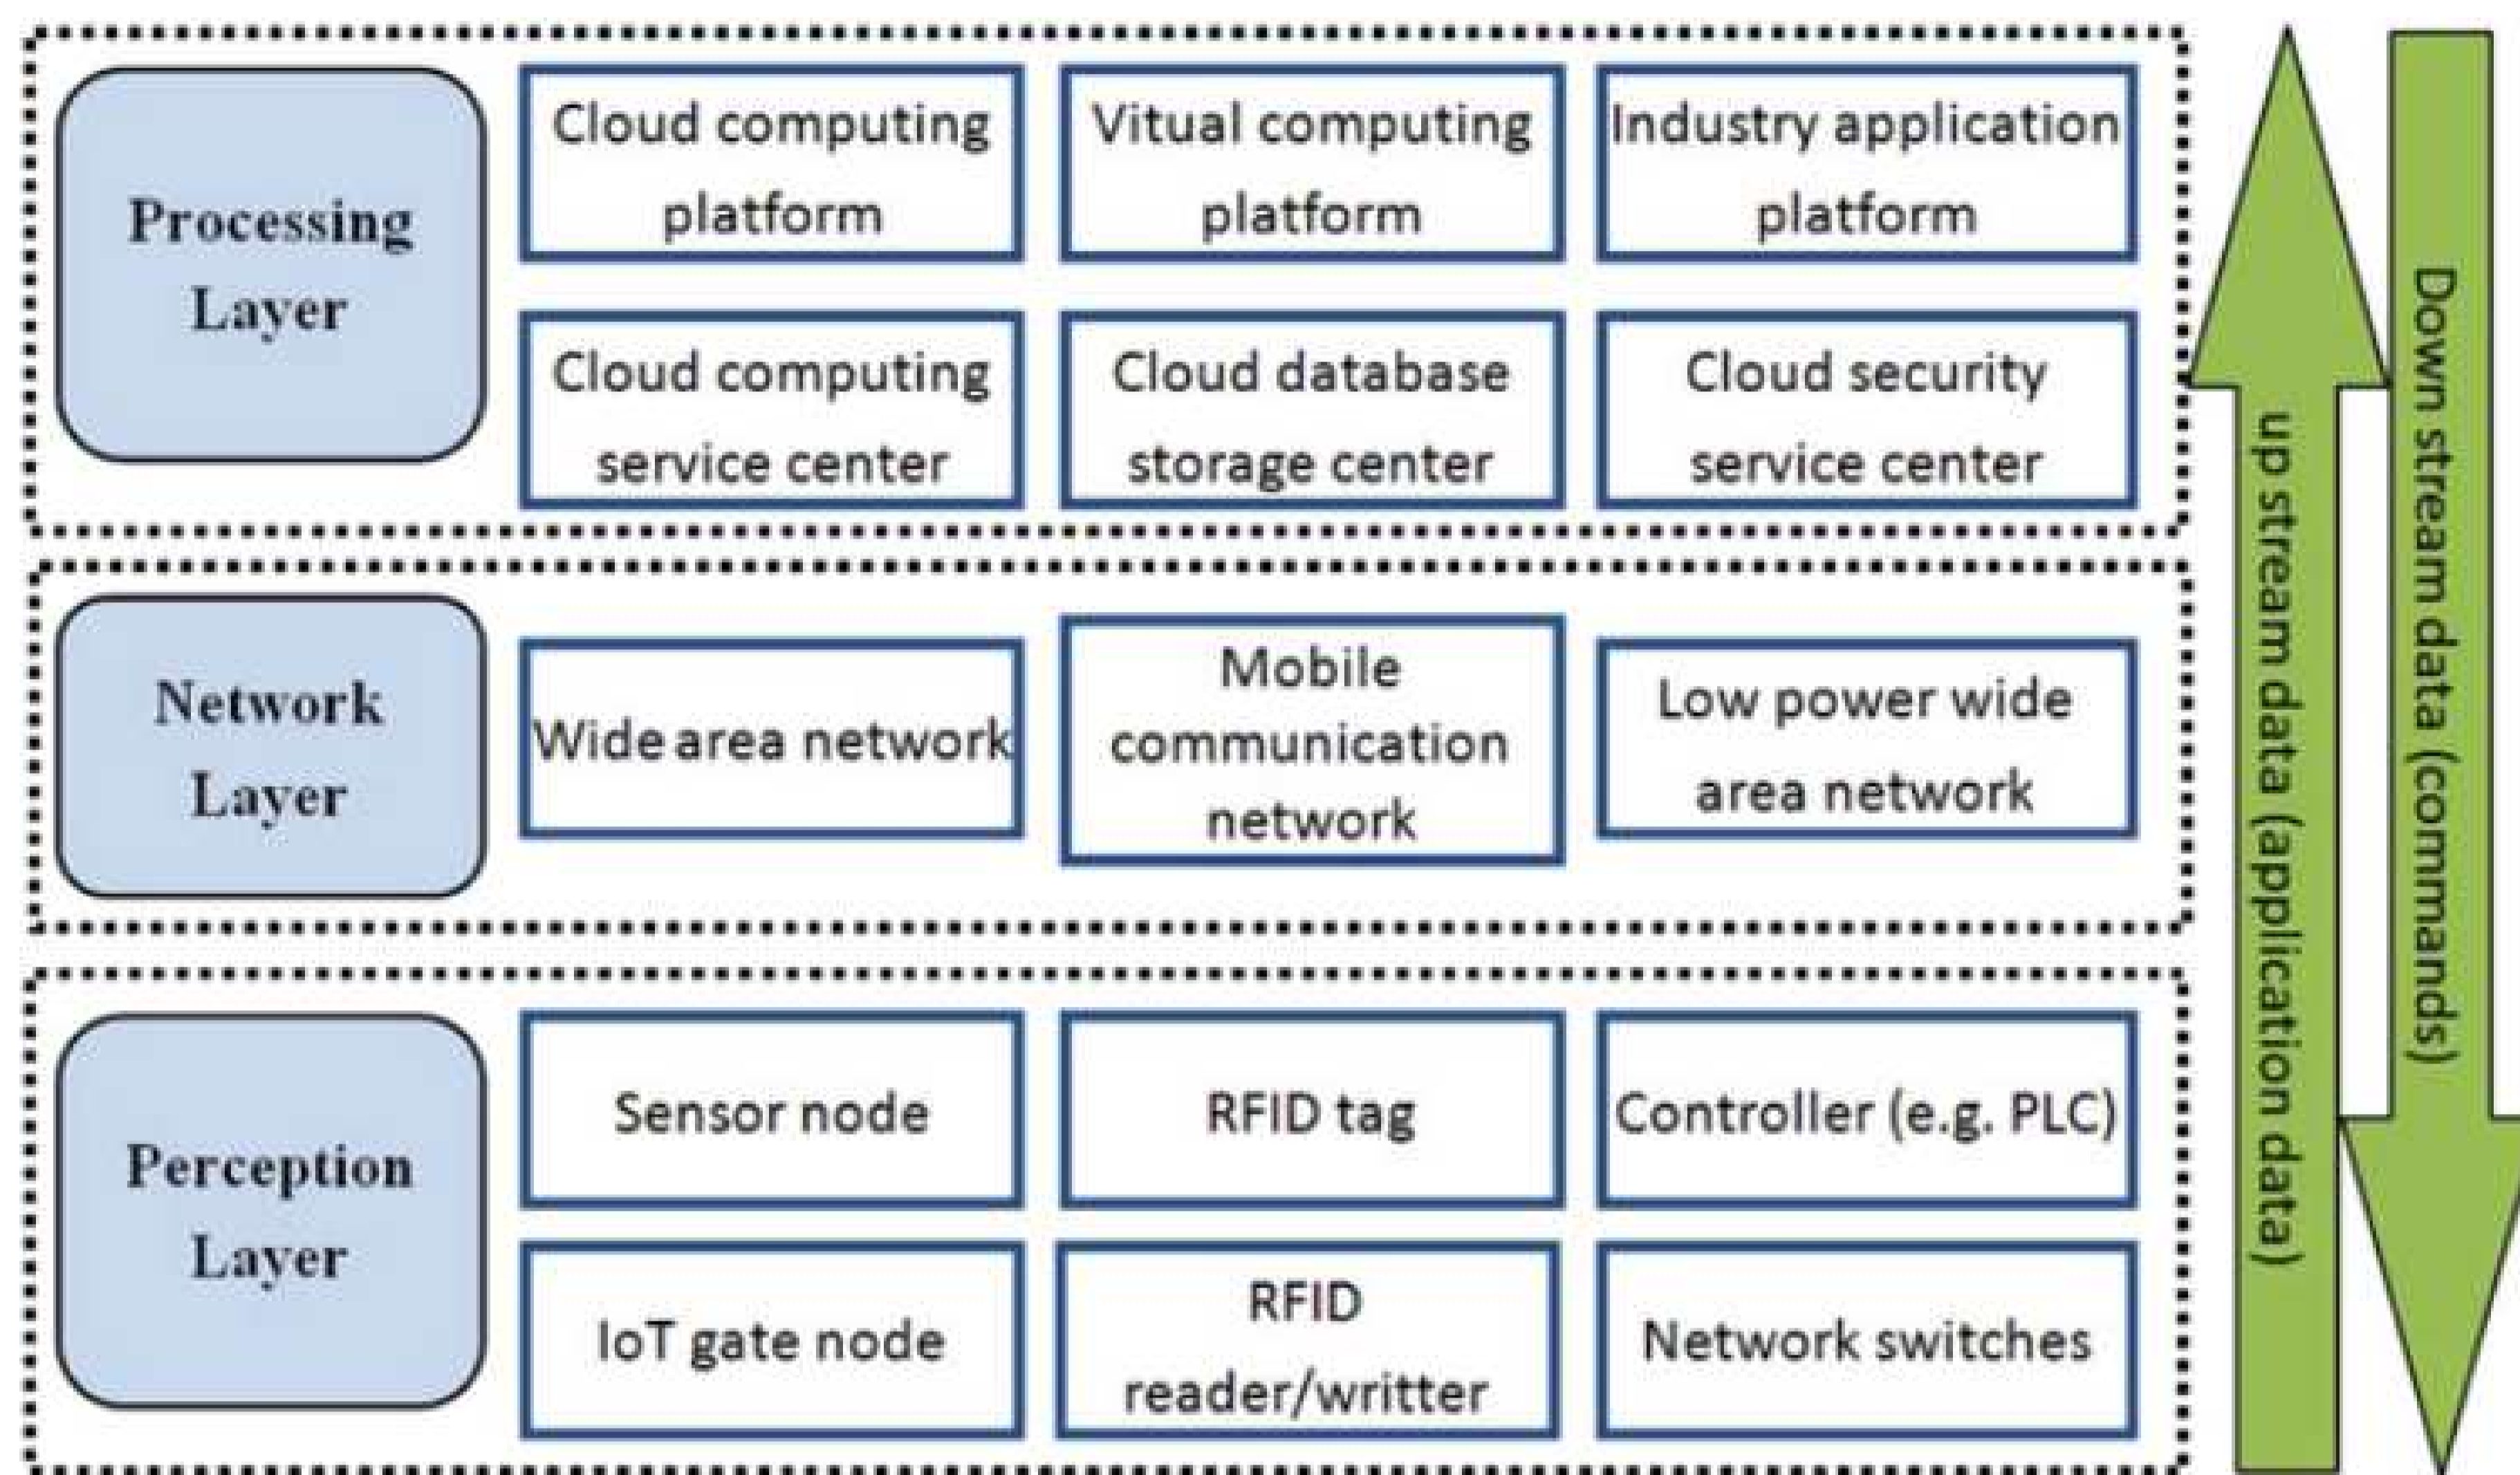 Processing
Layer
Cloud computing
platform
Vitual computing
platform
Industry application
platform
Cloud computing
service center
Cloud database
storage center
Cloud security
service center
Network
Layer
Wide area network
Mobile
communication
network
Low power wide
area network
Perception
Layer
Sensor node
RFID tag
Controller (e.g. PLC)
IoT gate node
RFID
reader/writter
Network switches
up stream data (application data)
Down stream data (commands)